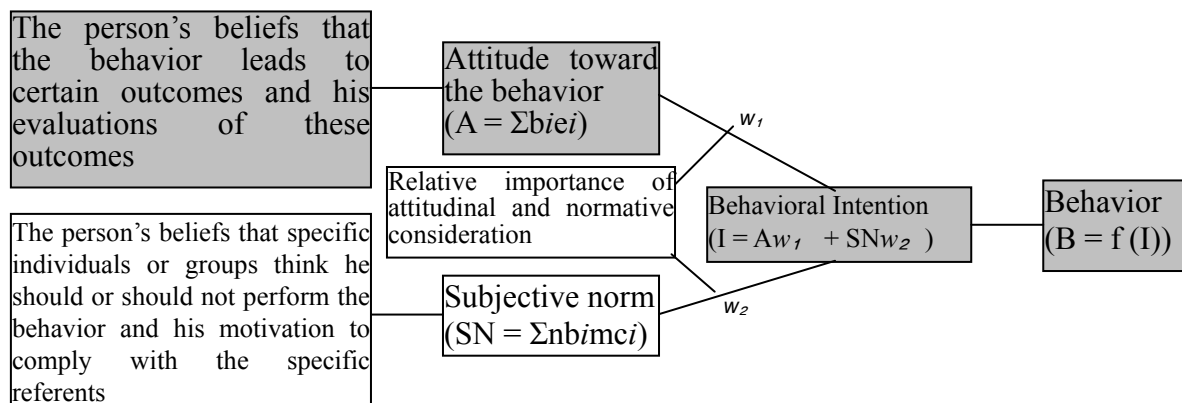 The person’s beliefs that
the behavior leads to
certain outcomes and his
evaluations of these
outcomes
Attitude toward
the behavior
(A = Σbiei)
w₁
Relative importance of
attitudinal and normative
consideration
Behavioral Intention
(I = Aw₁ + SNw₂ )
Behavior
(B = f (I))
The person’s beliefs that specific
individuals or groups think he
should or should not perform the
behavior and his motivation to
comply with the specific
referents
Subjective norm
(SN = Σnbimci)
w₂